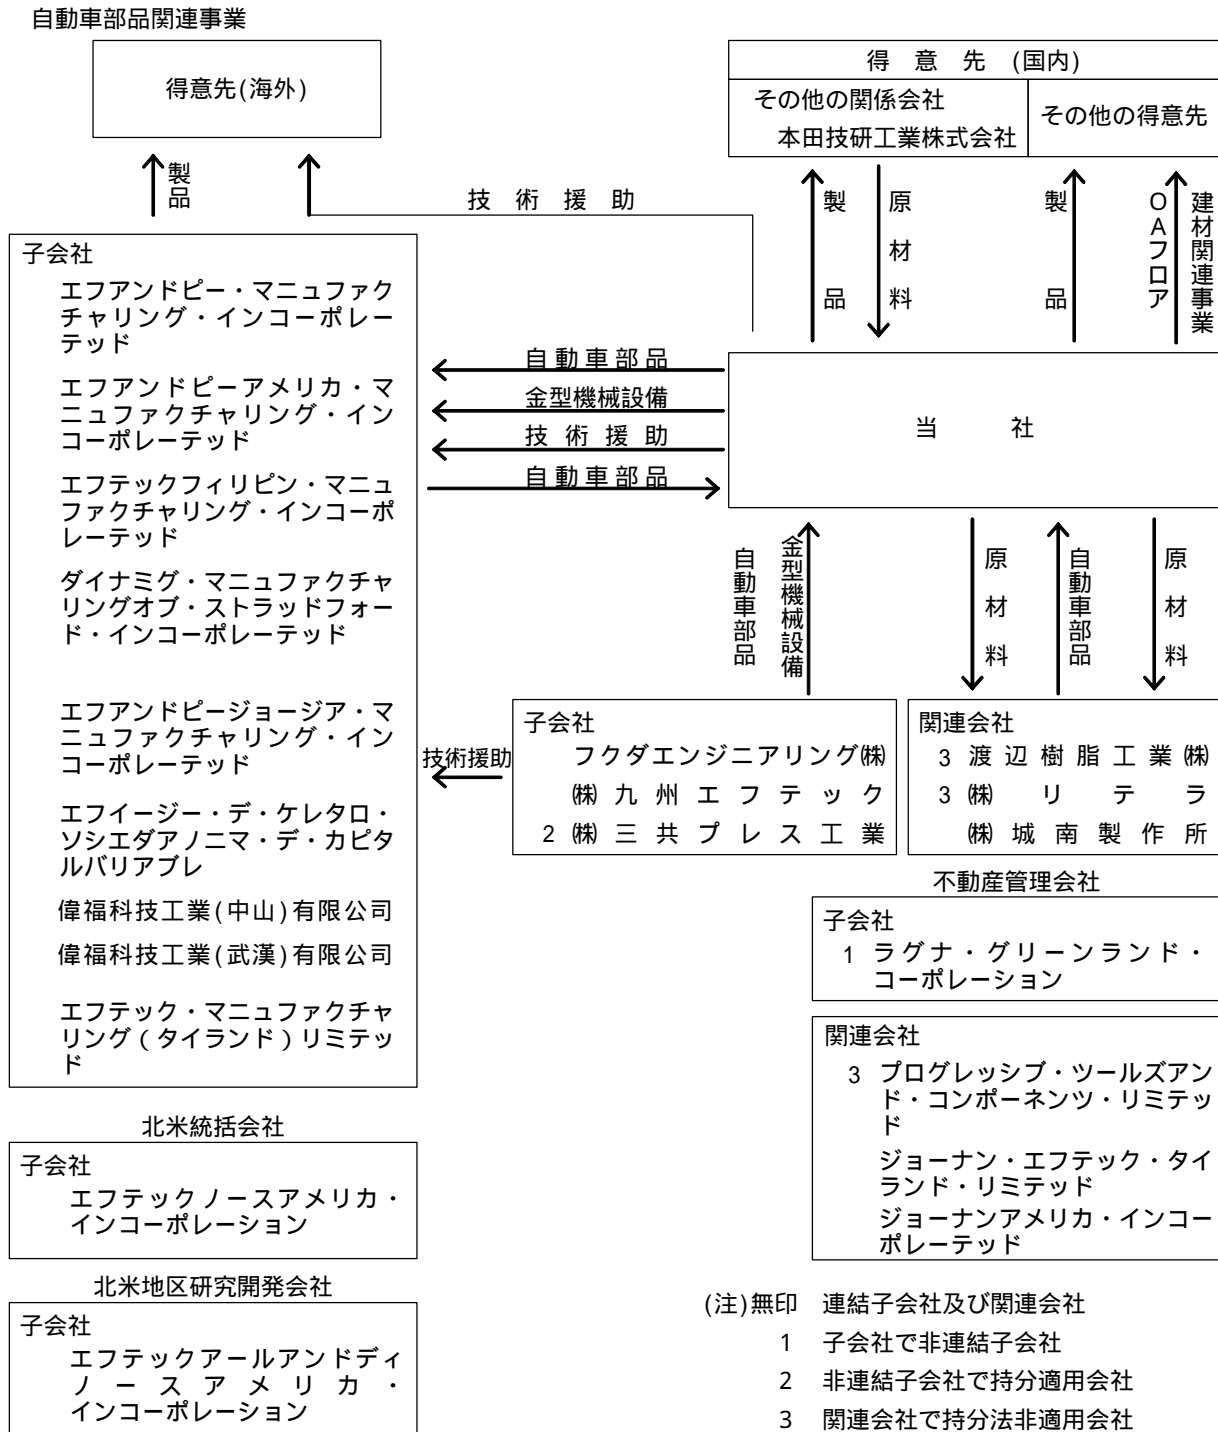 自動車部品関連事業
得意先(海外)
得意先(国内)
その他の関係会社
本田技研工業株式会社
その他の得意先
製品
技術援助
製品
原材料
製品
OAフロア
建材関連事業
子会社
エフアンドピー・マニュファク
チャリング・インコーポレー
テッド
エフアンドピーアメリカ・マ
ニュファクチャリング・イン
コーポレーテッド
エフテックフィリピン・マニュ
ファクチャリング・インコーポ
レーテッド
ダイナミグ・マニュファクチャ
リングオブ・ストラッドフォー
ド・インコーポレーテッド
エフアンドピージョージア・マ
ニュファクチャリング・イン
コーポレーテッド
エフイージー・デ・ケレタロ・
ソシエダアノニマ・デ・カピタ
ルバリアブレ
偉福科技工業(中山)有限公司
偉福科技工業(武漢)有限公司
エフテック・マニュファクチャ
リング(タイランド)リミテッ
ド
自動車部品
金型機械設備
技術援助
自動車部品
当社
自動車部品
金型機械設備
原材料
自動車部品
原材料
技術援助
子会社
フクダエンジニアリング㈱
㈱九州エフテック
2 ㈱三共プレス工業
関連会社
3 渡辺樹脂工業㈱
3 ㈱リテラ
㈱城南製作所
不動産管理会社
子会社
1 ラグナ・グリーンランド・
コーポレーション
関連会社
3 プログレッシブ・ツールズアン
ド・コンポーネンツ・リミテッ
ド
ジョーナン・エフテック・タイ
ランド・リミテッド
ジョーナンアメリカ・インコー
ポレーテッド
北米統括会社
子会社
エフテックノースアメリカ・
インコーポレーション
北米地区研究開発会社
子会社
エフテックアールアンドディ
ノースアメリカ・
インコーポレーション
(注)無印 連結子会社及び関連会社
1 子会社で非連結子会社
2 非連結子会社で持分適用会社
3 関連会社で持分法非適用会社